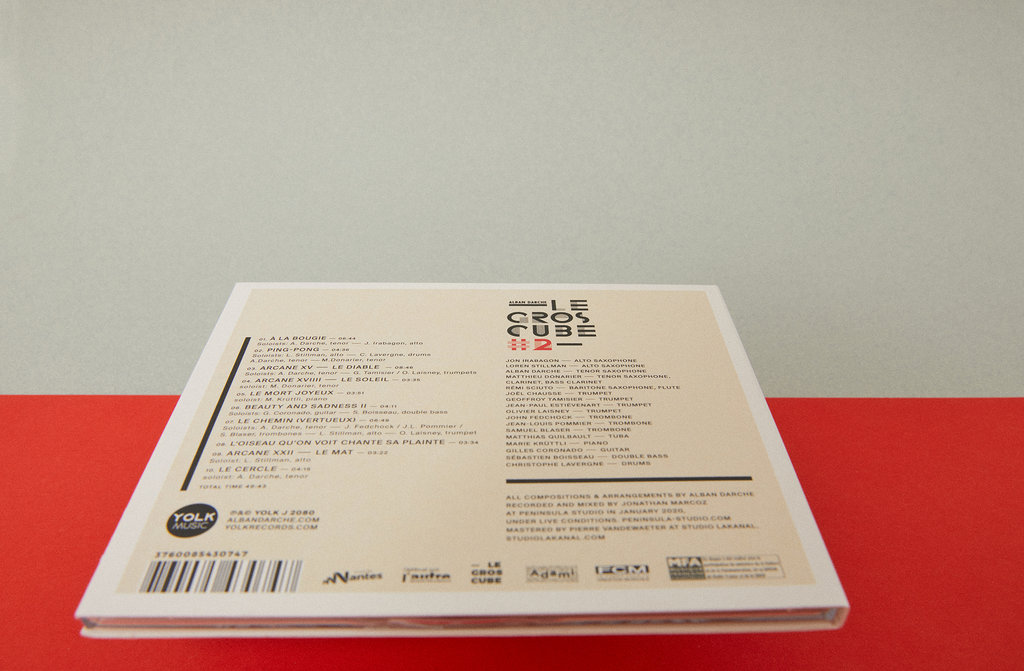 01. À LA BOUGIE — 06:44
Soloists: A. Darche, tenor — J. Irabagon, alto
02. PING-PONG — 04:36
Soloists: L. Stillman, alto — C. Lavergne, drums
A.Darche, tenor — M.Donarier, tenor
03. ARCANE XV — LE DIABLE — 08:46
Soloists: A. Darche, tenor — G. Tamisier / O. Laisney, trumpets
04. ARCANE XVIIII — LE SOLEIL — 03:35
soloist: M. Donarier, tenor
05. LE MORT JOYEUX — 03:51
soloist: M. Krüttli, piano
06. BEAUTY AND SADNESS II — 04:11
Soloists: G. Coronado, guitar — S. Boisseau, double bass
07. LE CHEMIN (VERTUEUX) — 06:49
Soloists: A. Darche, tenor — J. Fedchock / J.L. Pommier /
S. Blaser, trombones — L. Stillman, alto — O. Laisney, trumpet
08. L'OISEAU QU'ON VOIT CHANTE SA PLAINTE — 03:34
09. ARCANE XXII — LE MAT — 03:22
Soloist: L. Stillman, alto
10. LE CERCLE — 04:15
soloist: A. Darche, tenor
TOTAL TIME
YOLK
MUSIC
℗&© YOLK J 2080
ALBANDARCHE.COM
YOLKRECORDS.COM
3760085430747
ALBAN DARCHE
LE
GROS
CUBE
#2
JON IRABAGON — ALTO SAXOPHONE
LOREN STILLMAN — ALTO SAXOPHONE
ALBAN DARCHE — TENOR SAXOPHONE
MATTHIEU DONARIER — TENOR SAXOPHONE,
CLARINET, BASS CLARINET
RÉMI SCIUTO — BARITONE SAXOPHONE, FLUTE
JOËL CHAUSSE — TRUMPET
GEOFFROY TAMISIER — TRUMPET
JEAN-PAUL ESTIÉVENART — TRUMPET
OLIVIER LAISNEY — TRUMPET
JOHN FEDCHOCK — TROMBONE
JEAN-LOUIS POMMIER — TROMBONE
SAMUEL BLASER — TROMBONE
MATTHIAS QUILBAULT — TUBA
MARIE KRÜTTLI — PIANO
GILLES CORONADO — GUITAR
SÉBASTIEN BOISSEAU — DOUBLE BASS
CHRISTOPHE LAVERGNE — DRUMS
ALL COMPOSITIONS & ARRANGEMENTS BY ALBAN DARCHE
RECORDED AND MIXED BY JONATHAN MARCOZ
AT PENINSULA STUDIO IN JANUARY 2020,
UNDER LIVE CONDITIONS. PENINSULA-STUDIO.COM
MASTERED BY PIERRE VANDEWAETER AT STUDIO LAKANAL.
STUDIOLAKANAL.COM
Nantes
l'autre
LE
GROS
CUBE
Adami
FCM